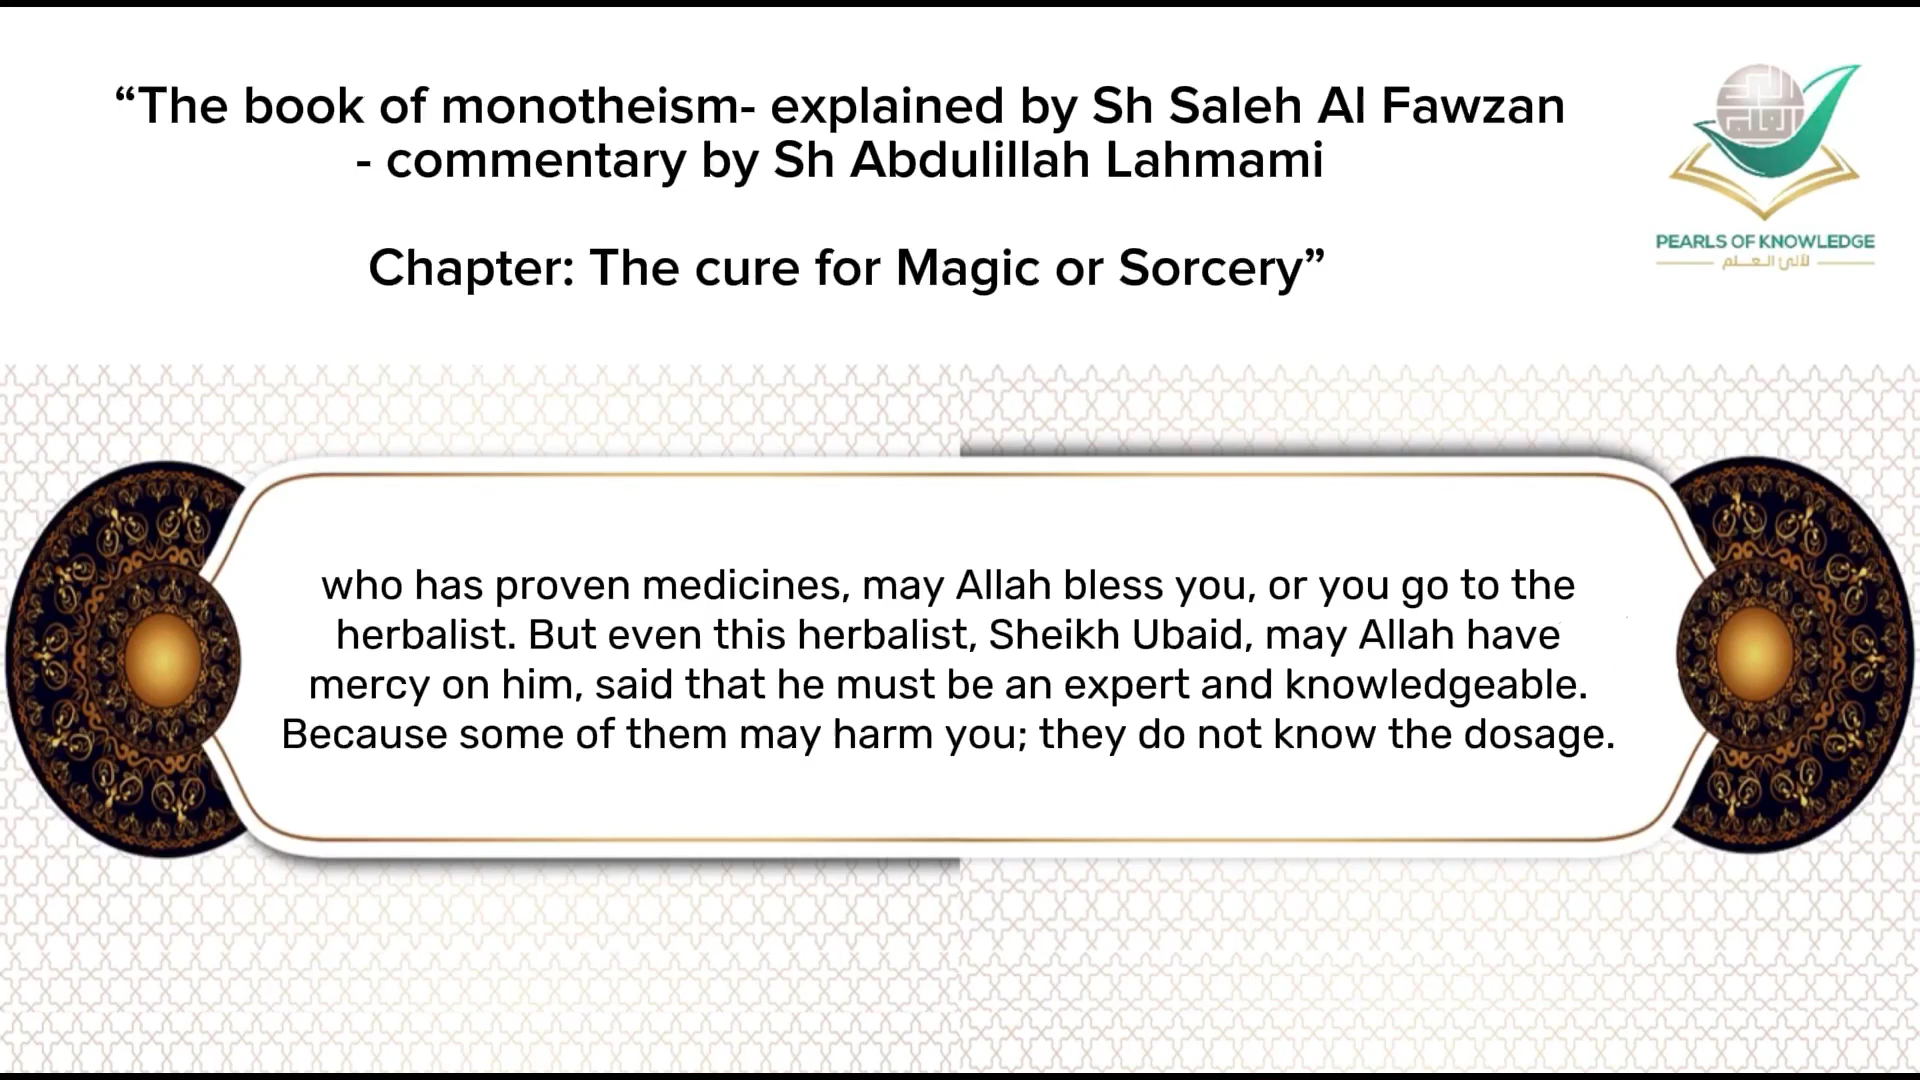 “The book of monotheism- explained by Sh Saleh Al Fawzan
- commentary by Sh Abdulillah Lahmami
Chapter: The cure for Magic or Sorcery”
PEARLS OF KNOWLEDGE
لآلئ العلم
who has proven medicines, may Allah bless you, or you go to the
herbalist. But even this herbalist, Sheikh Ubaid, may Allah have
mercy on him, said that he must be an expert and knowledgeable.
Because some of them may harm you; they do not know the dosage.